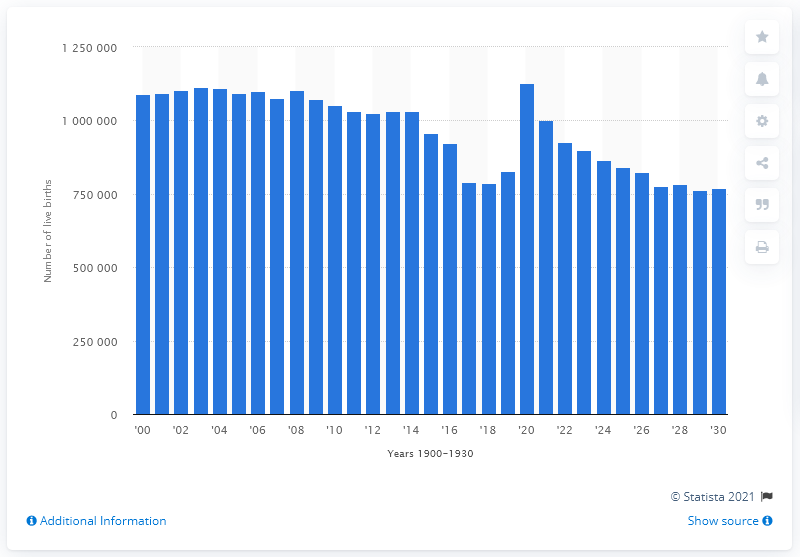 1 250 000
1 000 000
750 000
500 000
250 000
0
Number of live births
'00 '02 '04 '06 '08 '10 '12 '14 '16 '18 '20 '22 '24 '26 '28 '30
Years 1900-1930
© Statista 2021
Additional Information
Show source